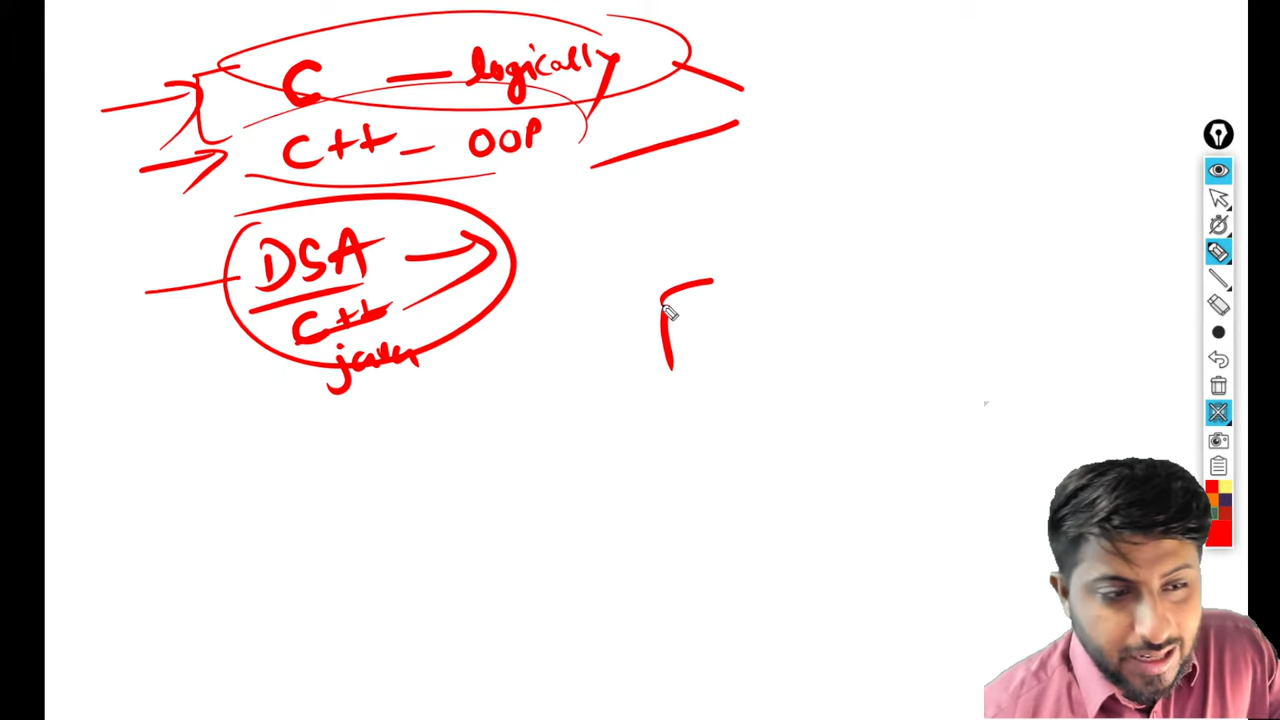 C — logically
C++ - OOP
DSA
C++
java